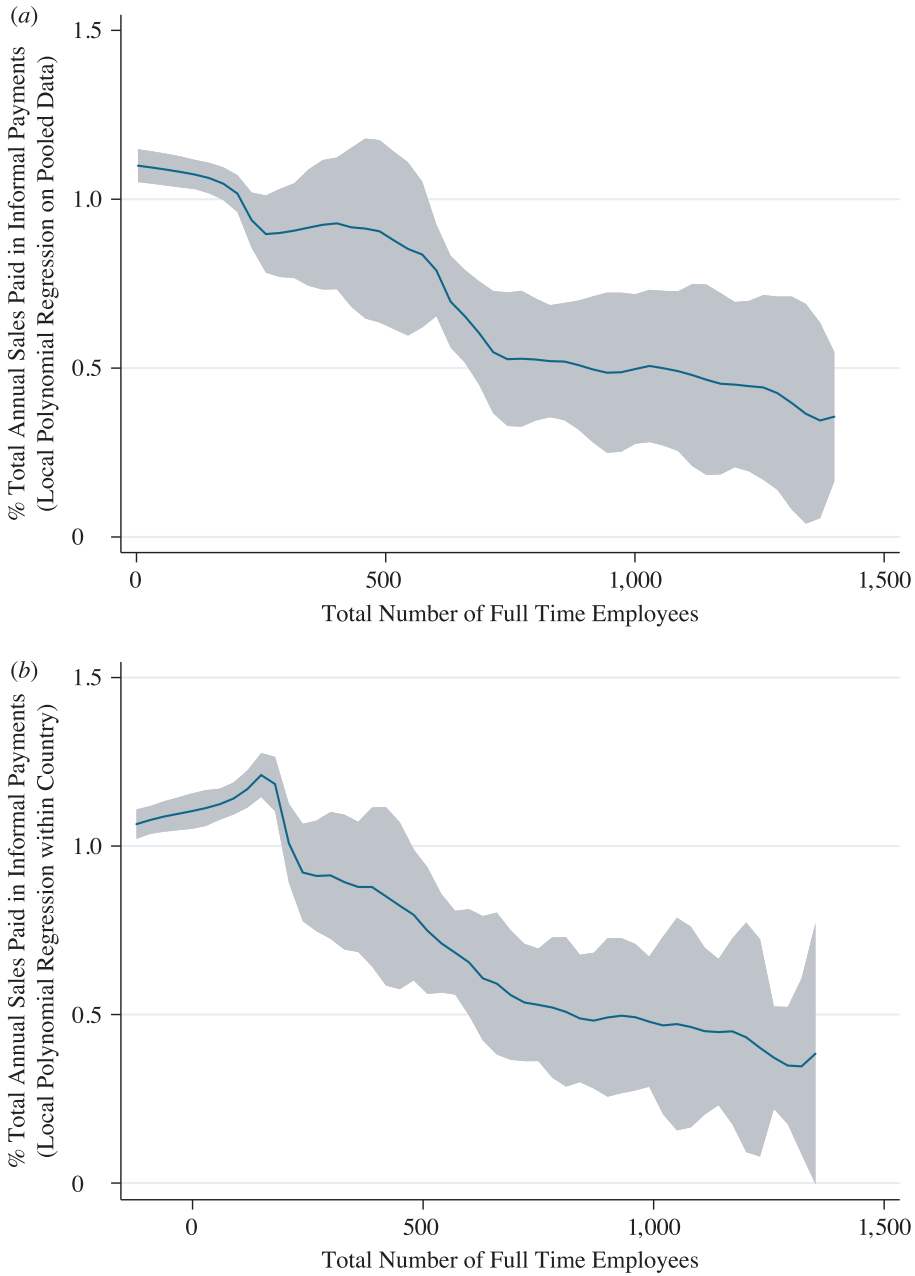 (a)
% Total Annual Sales Paid in Informal Payments
(Local Polynomial Regression on Pooled Data)
1.5
1.0
0.5
0
0 500 1,000 1,500
Total Number of Full Time Employees
(b)
% Total Annual Sales Paid in Informal Payments
(Local Polynomial Regression within Country)
1.5
1.0
0.5
0
0 500 1,000 1,500
Total Number of Full Time Employees